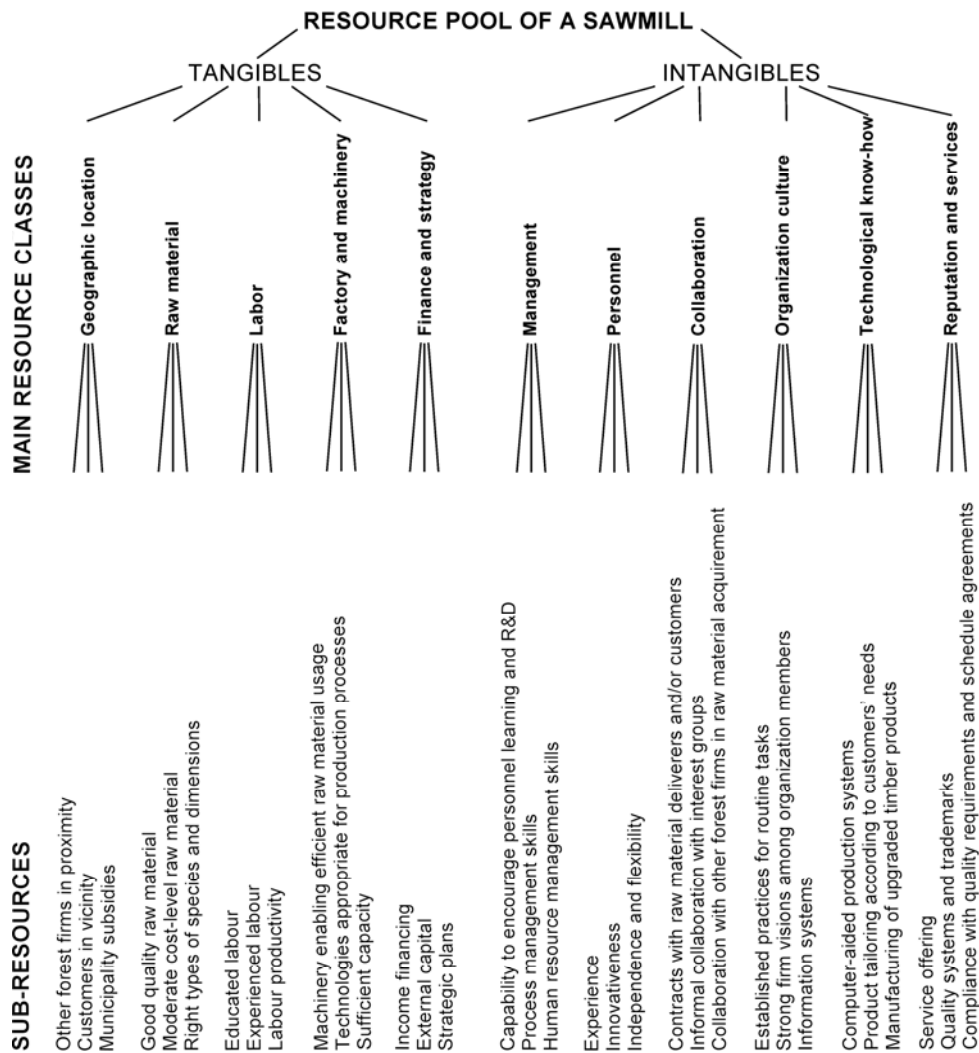 RESOURCE POOL OF A SAWMILL
TANGIBLES
INTANGIBLES
MAIN RESOURCE CLASSES
Geographic location
Raw material
Labor
Factory and machinery
Finance and strategy
Management
Personnel
Collaboration
Organization culture
Technological know-how
Reputation and services
SUB-RESOURCES
Other forest firms in proximity
Customers in vicinity
Municipality subsidies
Good quality raw material
Moderate cost-level raw material
Right types of species and dimensions
Educated labour
Experienced labour
Labour productivity
Machinery enabling efficient raw material usage
Technologies appropriate for production processes
Sufficient capacity
Income financing
External capital
Strategic plans
Capability to encourage personnel learning and R&D
Process management skills
Human resource management skills
Experience
Innovativeness
Independence and flexibility
Contracts with raw material deliverers and/or customers
Informal collaboration with interest groups
Collaboration with other forest firms in raw material acquirement
Established practices for routine tasks
Strong firm visions among organization members
Information systems
Computer-aided production systems
Product tailoring according to customers' needs
Manufacturing of upgraded timber products
Service offering
Quality systems and trademarks
Compliance with quality requirements and schedule agreements